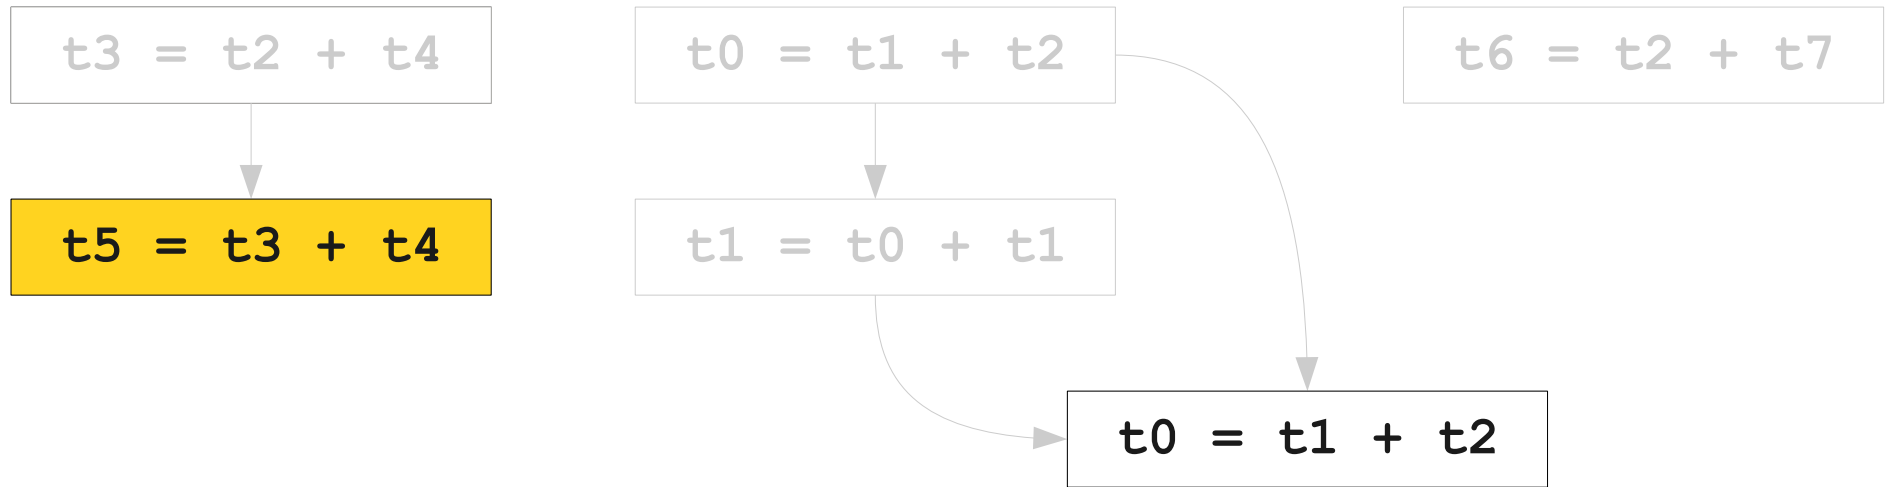 t3 = t2 + t4
t0 = t1 + t2
t6 = t2 + t7
t5 = t3 + t4
t1 = t0 + t1
t0 = t1 + t2